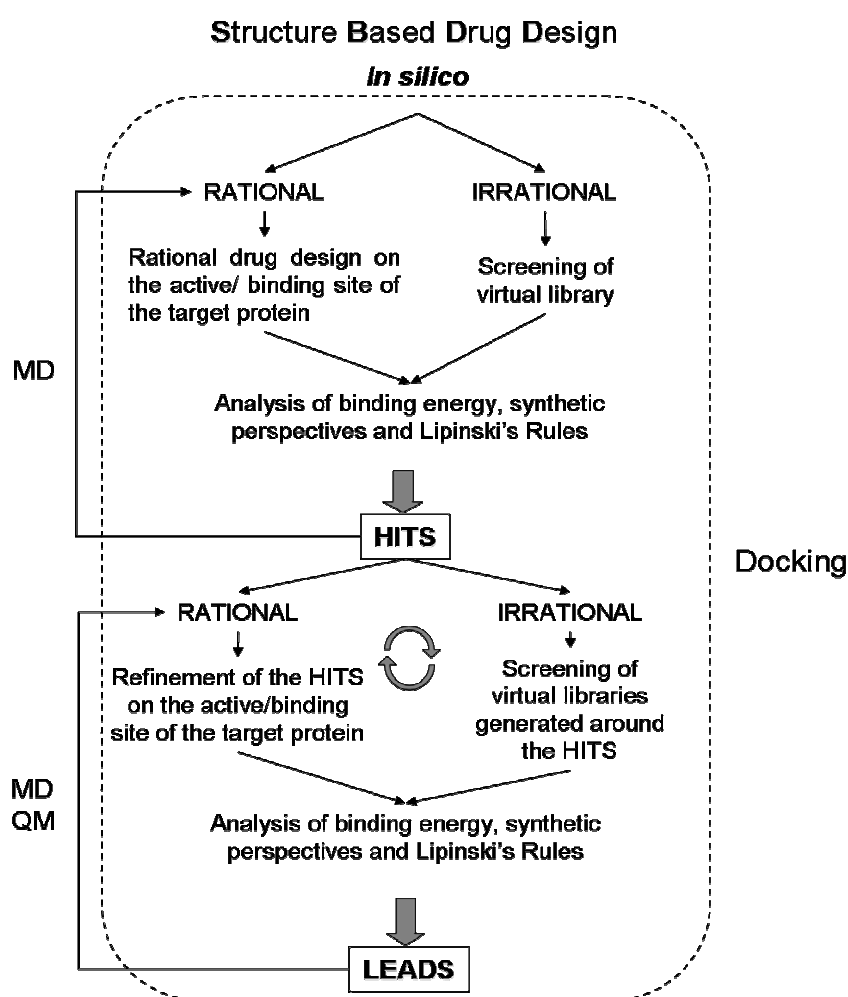 Structure Based Drug Design
In silico
RATIONAL
IRRATIONAL
Rational drug design on
the active/ binding site of
the target protein
Screening of
virtual library
MD
Analysis of binding energy, synthetic
perspectives and Lipinski's Rules
HITS
Docking
RATIONAL
IRRATIONAL
Refinement of the HITS
on the active/binding
site of the target protein
Screening of
virtual libraries
generated around
the HITS
MD
QM
Analysis of binding energy, synthetic
perspectives and Lipinski's Rules
LEADS